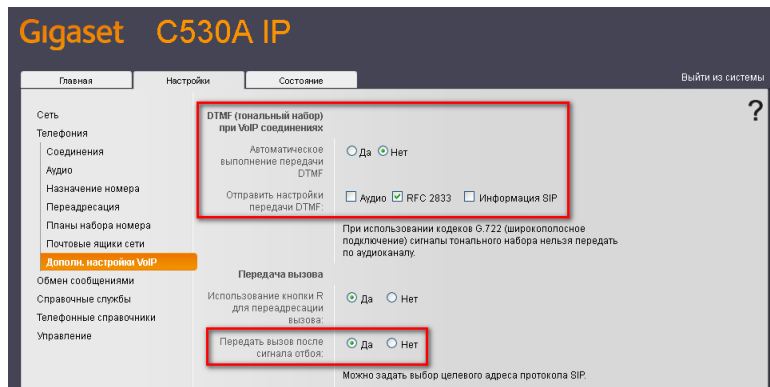 Gigaset C530A IP
Главная Настройки Состояние Выйти из системы
?
Сеть
Телефония
Соединения
Аудио
Назначение номера
Переадресация
Планы набора номера
Почтовые ящики сети
Дополн. настройки VoIP
Обмен сообщениями
Справочные службы
Телефонные справочники
Управление
DTMF (тональный набор)
при VoIP соединениях
Автоматическое
выполнение передачи
DTMF
Да Нет
Отправить настройки
передачи DTMF:
Аудио RFC 2833 Информация SIP
При использовании кодеков G.722 (широкополосное
подключение) сигналы тонального набора нельзя передать
по аудиоканалу.
Передача вызова
Использование кнопки R
для переадресации
вызова:
Да Нет
Передать вызов после
сигнала отбоя:
Да Нет
Можно задать выбор целевого адреса протокола SIP.